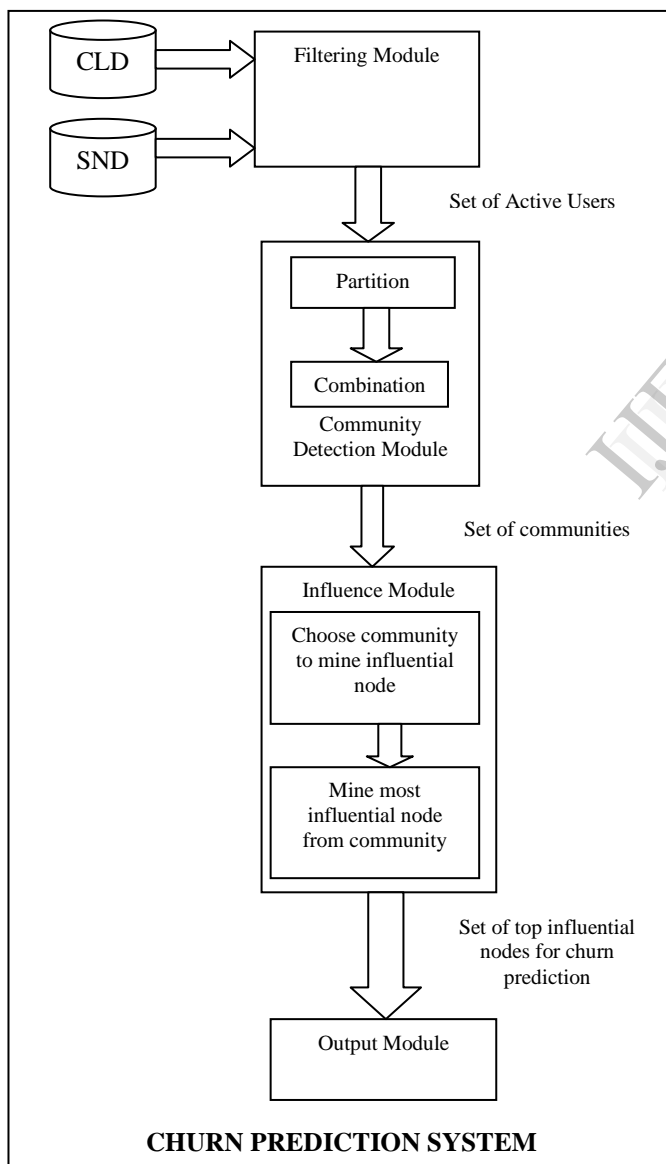 CLD
Filtering Module
SND
Set of Active Users
Partition
Combination
Community
Detection Module
Set of communities
Influence Module
Choose community
to mine influential
node
Mine most
influential node
from community
Set of top influential
nodes for churn
prediction
Output Module
CHURN PREDICTION SYSTEM